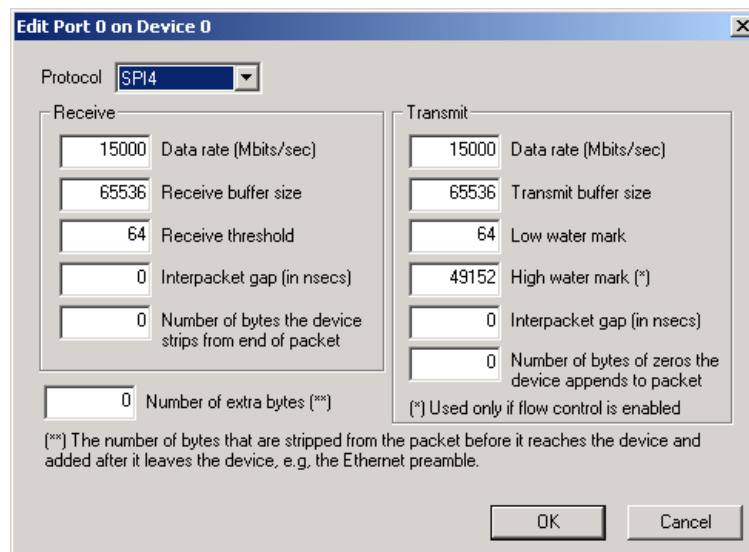 Edit Port 0 on Device 0
Protocol SPI4
Receive
15000 Data rate (Mbits/sec)
65536 Receive buffer size
64 Receive threshold
0 Interpacket gap (in nsecs)
0 Number of bytes the device
strips from end of packet
Transmit
15000 Data rate (Mbits/sec)
65536 Transmit buffer size
64 Low water mark
49152 High water mark (*)
0 Interpacket gap (in nsecs)
0 Number of bytes of zeros the
device appends to packet
(*) Used only if flow control is enabled
0 Number of extra bytes (**)
(**) The number of bytes that are stripped from the packet before it reaches the device and
added after it leaves the device, e.g, the Ethernet preamble.
OK
Cancel